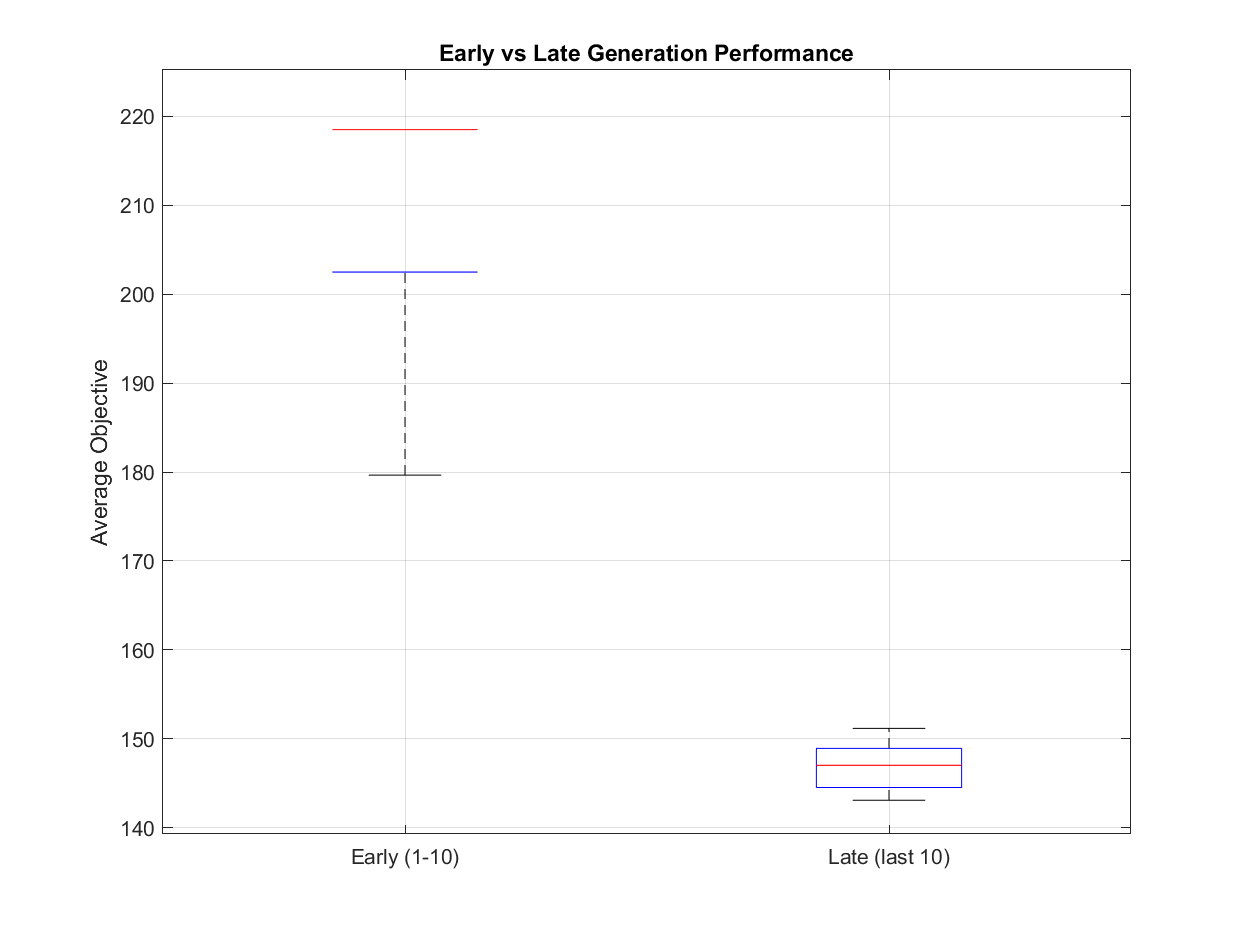 Early vs Late Generation Performance
220
210
200
190
180
170
160
150
140
Average Objective
Early (1-10)
Late (last 10)